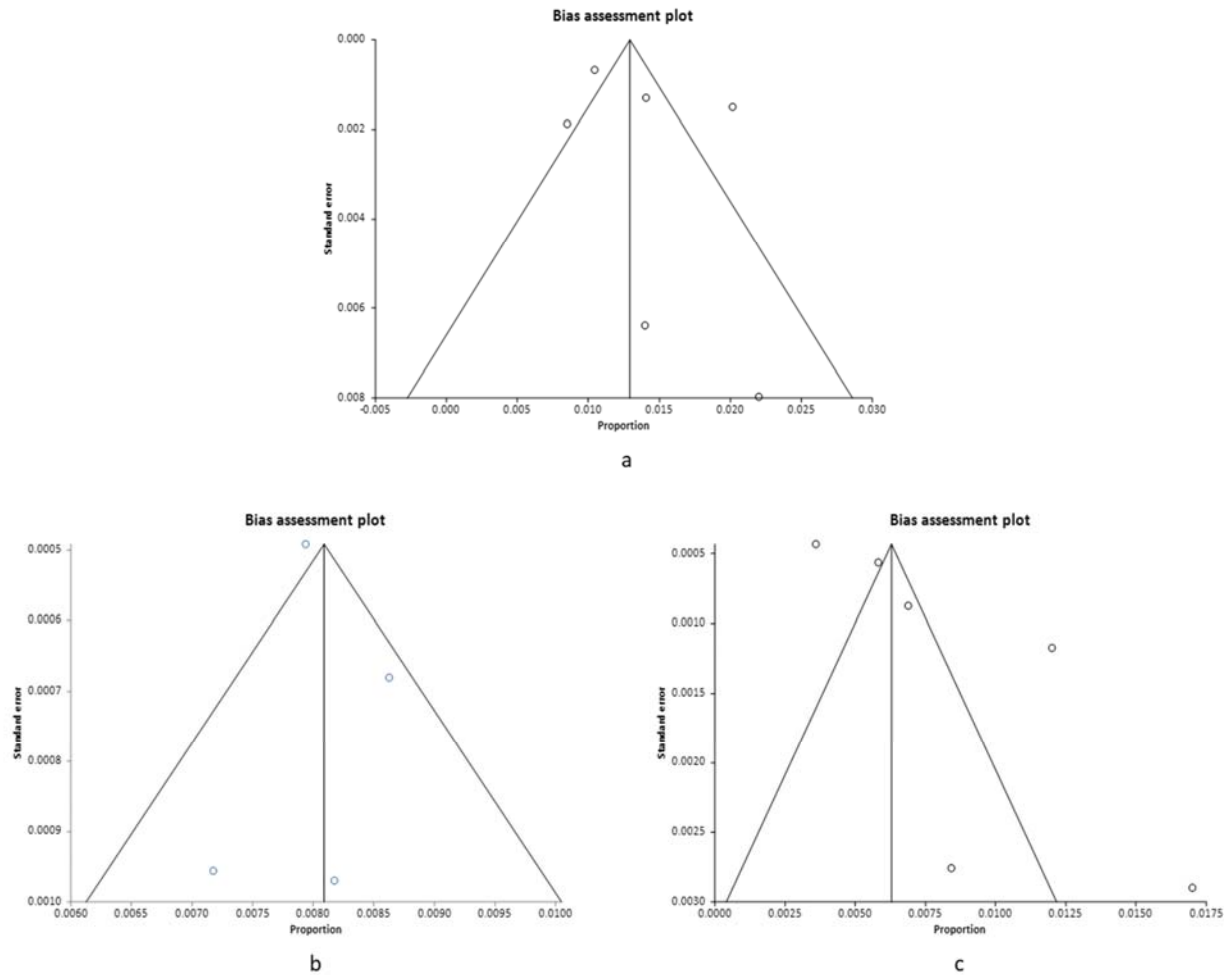 Bias assessment plot
0.000
0.002
0.004
0.006
0.008
Standard error
-0.005 0.000 0.005 0.010 0.015 0.020 0.025 0.030
Proportion
a
Bias assessment plot
0.0005
0.0006
0.0007
0.0008
0.0009
0.0010
Standard error
0.0060 0.0065 0.0070 0.0075 0.0080 0.0085 0.0090 0.0095 0.0100
Proportion
b
Bias assessment plot
0.0005
0.0010
0.0015
0.0020
0.0025
0.0030
Standard error
0.0000 0.0025 0.0050 0.0075 0.0100 0.0125 0.0150 0.0175
Proportion
c